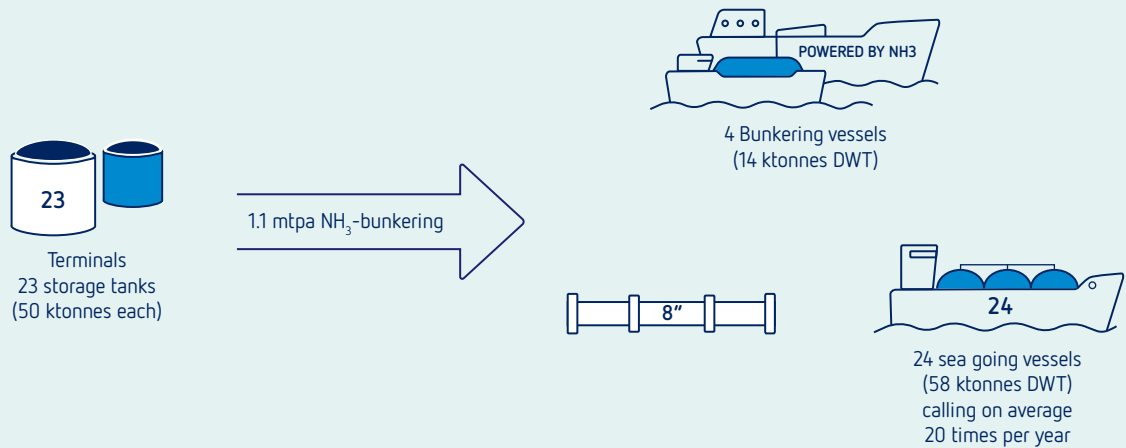 POWERED BY NH3
4 Bunkering vessels
(14 ktonnes DWT)
23
Terminals
23 storage tanks
(50 ktonnes each)
1.1 mtpa NH₃-bunkering
8”
24
24 sea going vessels
(58 ktonnes DWT)
calling on average
20 times per year